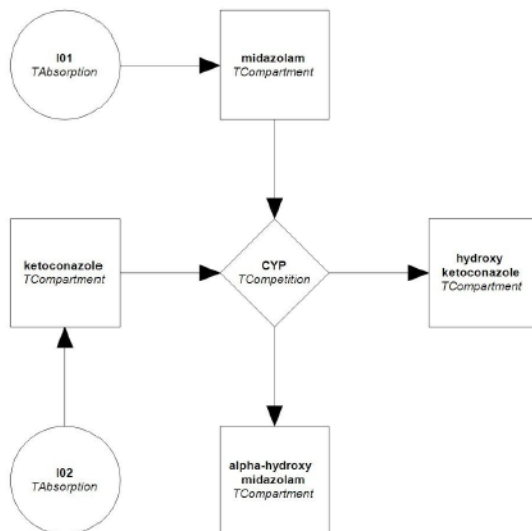 I01
TAbsorption
midazolam
TCompartment
ketoconazole
TCompartment
CYP
TCompetition
hydroxy
ketoconazole
TCompartment
I02
TAbsorption
alpha-hydroxy
midazolam
TCompartment